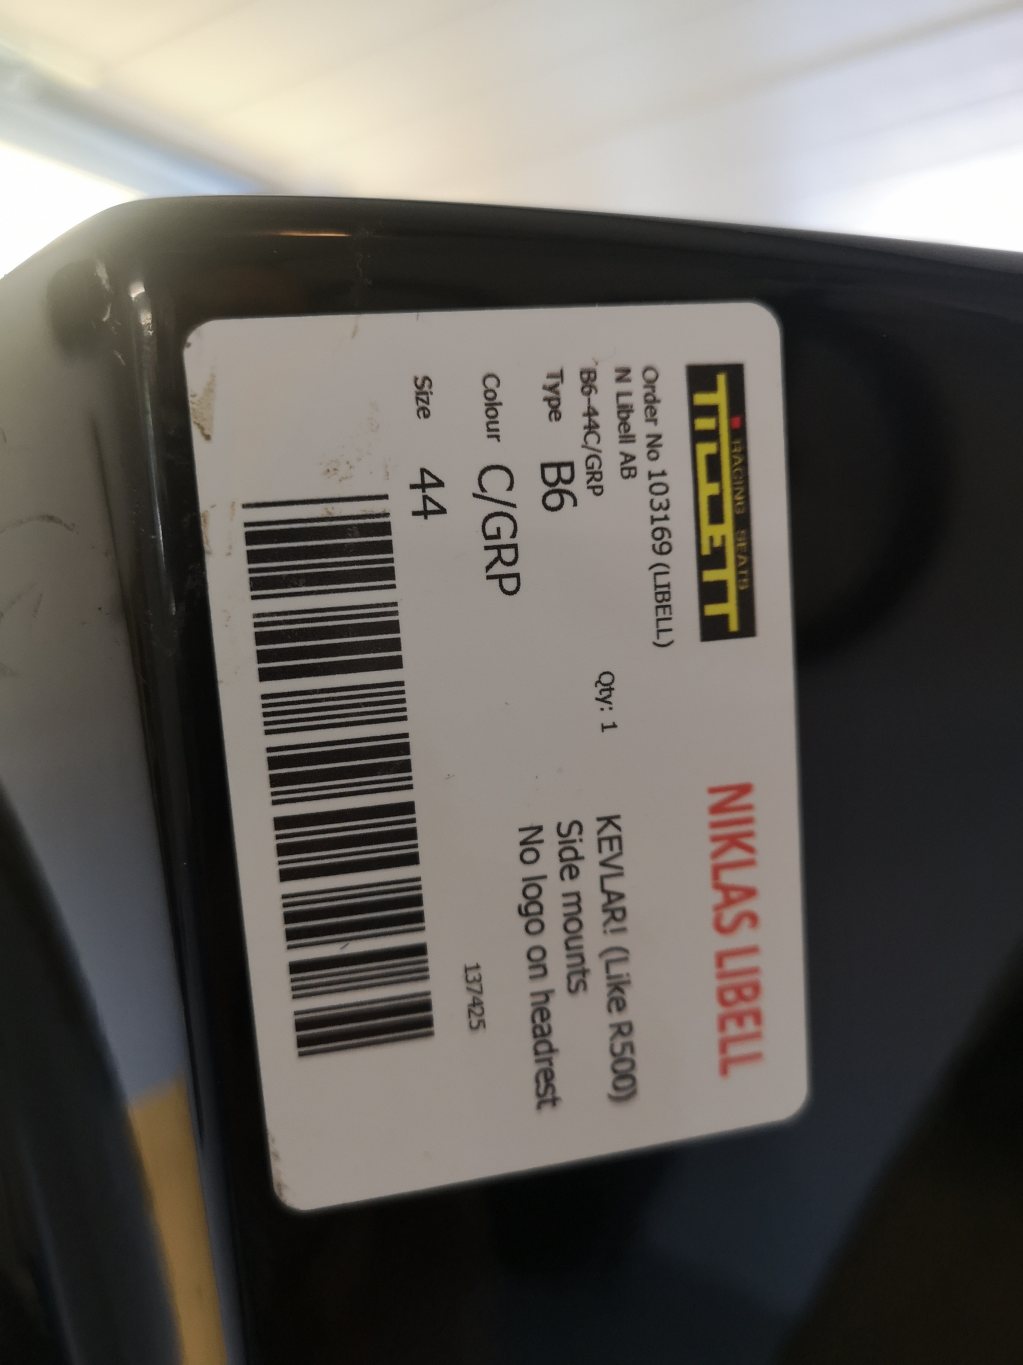 TILLETT
RACING SEATS
NIKLAS LIBELL
Order No 103169 (LIBELL)
N Libell AB
B6-44C/GRP
Qty: 1
Type B6
Colour C/GRP
Size 44
KEVLAR! (Like R500)
Side mounts
No logo on headrest
137425